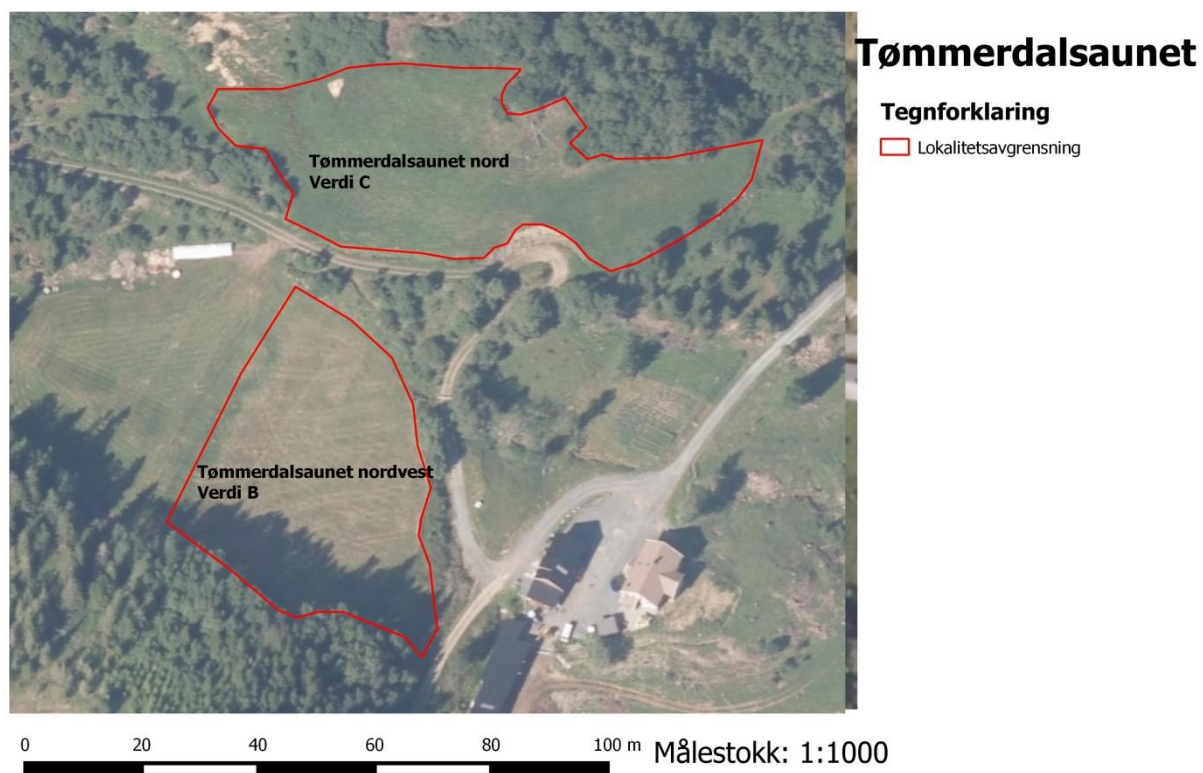 Tømmerdalsaunet
Tegnforklaring
Lokalitetsavgrensning
Tømmerdalsaunet nord
Verdi C
Tømmerdalsaunet nordvest
Verdi B
0 20 40 60 80 100 m
Målestokk: 1:1000